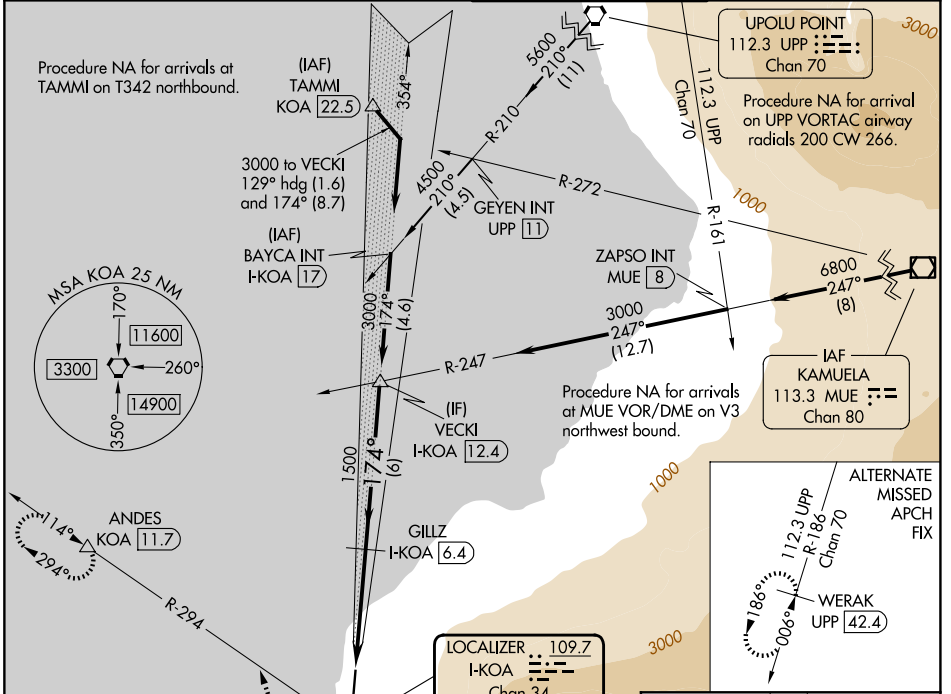 UPOLU POINT
112.3 UPP
Chan 70
3000
Procedure NA for arrivals at
TAMMI on T342 northbound.
(IAF)
TAMMI
KOA 22.5
354°
5600
210°
(11)
R-210
112.3 UPP
Chan 70
R-161
Procedure NA for arrival
on UPP VORTAC airway
radials 200 CW 266.
3000 to VECKI
129° hdg (1.6)
and 174° (8.7)
4500
210°
(4.5)
GEYEN INT
UPP 11
R-272
1000
(IAF)
BAYCA INT
I-KOA 17
ZAPSO INT
MUE 8
6800
247°
(8)
MSA KOA 25 NM
170°
11600
3300
260°
14900
350°
3000
174°
(4.6)
3000
247°
(12.7)
R-247
IAF
KAMUELA
113.3 MUE
Chan 80
(IF)
VECKI
I-KOA 12.4
Procedure NA for arrivals
at MUE VOR/DME on V3
northwest bound.
1500
174°
(6)
1000
ALTERNATE
MISSED
APCH
FIX
112.3 UPP
R-186
Chan 70
ANDES
KOA 11.7
114°
294°
R-294
GILLZ
I-KOA 6.4
186°
006°
WERAK
UPP 42.4
3000
LOCALIZER 109.7
I-KOA
Chan 34